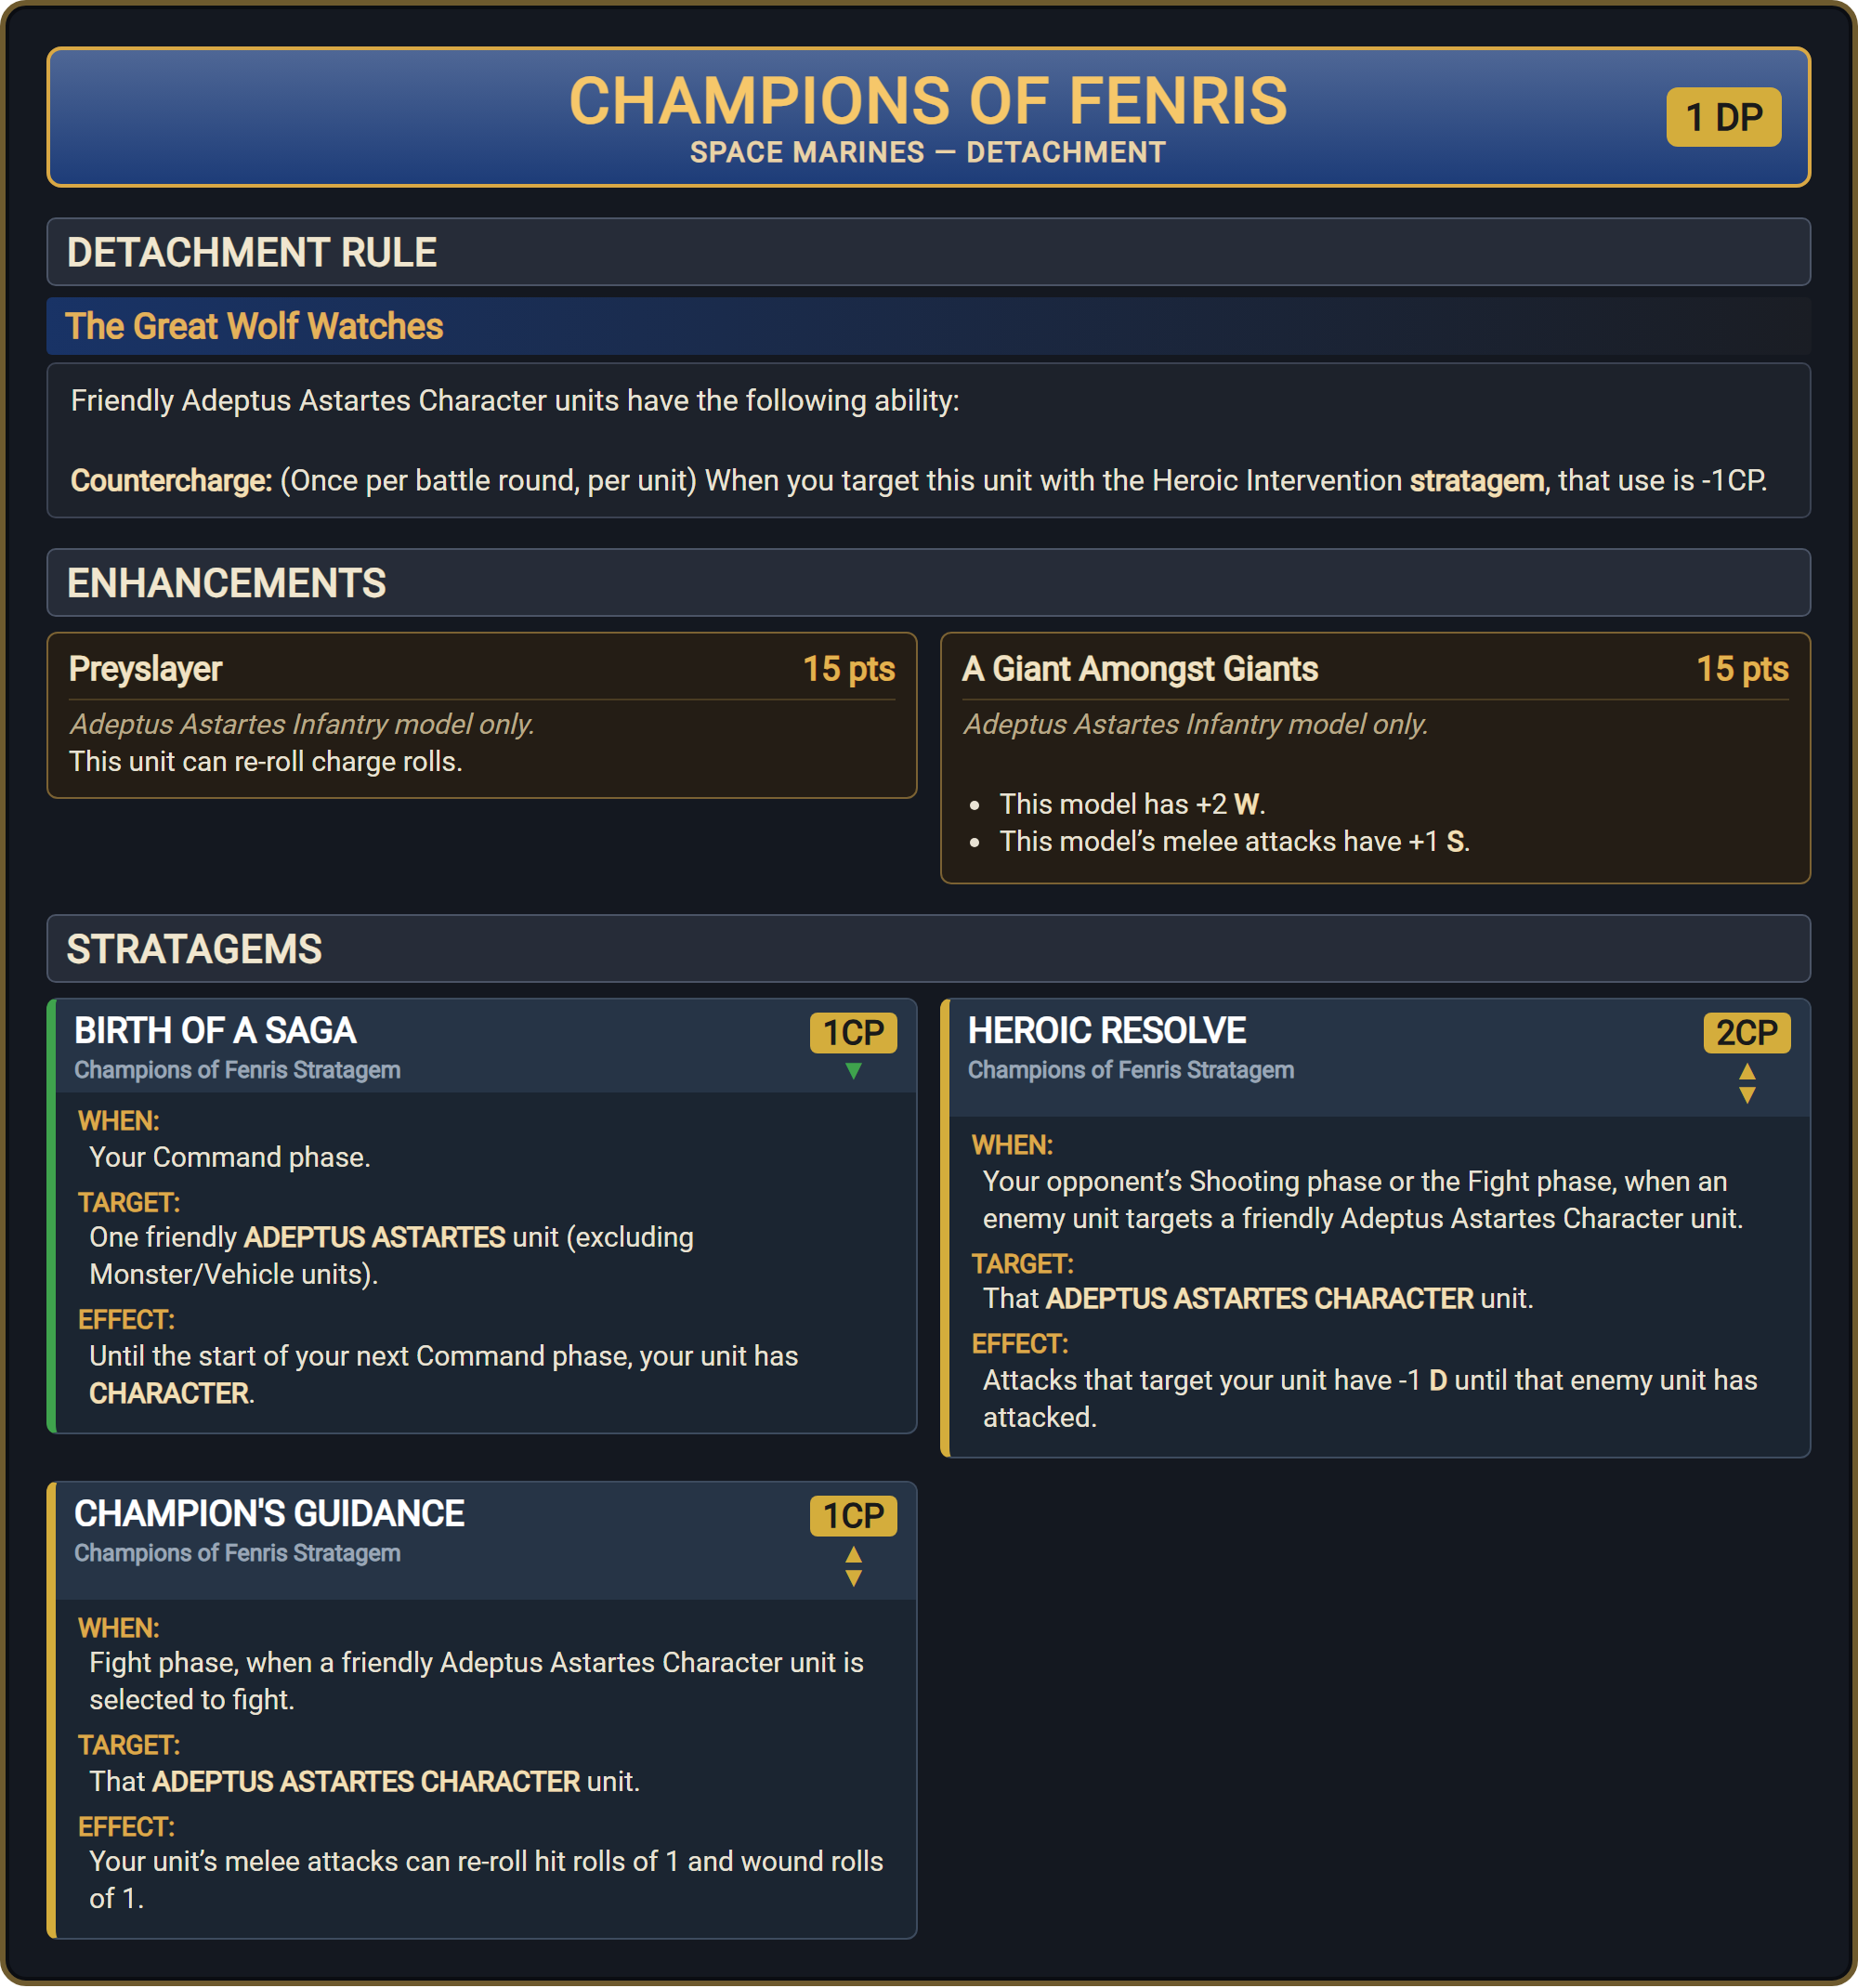 CHAMPIONS OF FENRIS
SPACE MARINES — DETACHMENT
1 DP
DETACHMENT RULE
The Great Wolf Watches
Friendly Adeptus Astartes Character units have the following ability:
Countercharge: (Once per battle round, per unit) When you target this unit with the Heroic Intervention stratagem, that use is -1CP.
ENHANCEMENTS
Preyslayer
15 pts
Adeptus Astartes Infantry model only.
This unit can re-roll charge rolls.
A Giant Amongst Giants
15 pts
Adeptus Astartes Infantry model only.
• This model has +2 W.
• This model’s melee attacks have +1 S.
STRATAGEMS
BIRTH OF A SAGA
1CP
Champions of Fenris Stratagem
▼
WHEN:
Your Command phase.
TARGET:
One friendly ADEPTUS ASTARTES unit (excluding
Monster/Vehicle units).
EFFECT:
Until the start of your next Command phase, your unit has
CHARACTER.
HEROIC RESOLVE
2CP
Champions of Fenris Stratagem
▲
▼
WHEN:
Your opponent’s Shooting phase or the Fight phase, when an
enemy unit targets a friendly Adeptus Astartes Character unit.
TARGET:
That ADEPTUS ASTARTES CHARACTER unit.
EFFECT:
Attacks that target your unit have -1 D until that enemy unit has
attacked.
CHAMPION'S GUIDANCE
1CP
Champions of Fenris Stratagem
▲
▼
WHEN:
Fight phase, when a friendly Adeptus Astartes Character unit is
selected to fight.
TARGET:
That ADEPTUS ASTARTES CHARACTER unit.
EFFECT:
Your unit’s melee attacks can re-roll hit rolls of 1 and wound rolls
of 1.